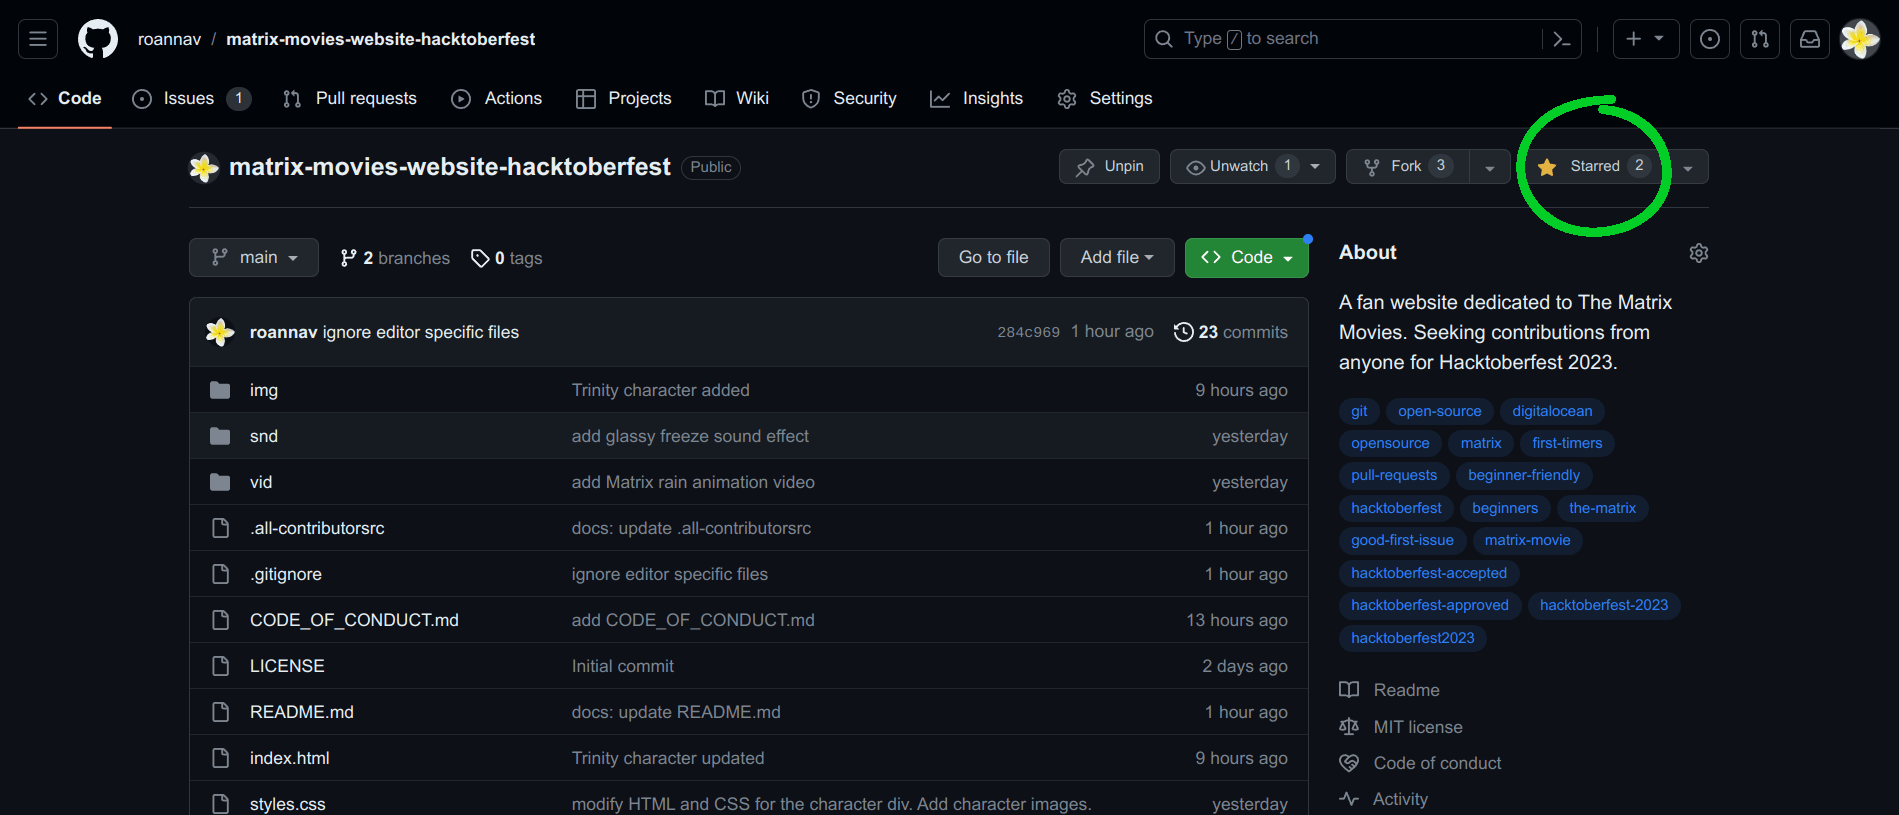 roannav / matrix-movies-website-hacktoberfest
Type / to search
Code Issues 1 Pull requests Actions Projects Wiki Security Insights Settings
matrix-movies-website-hacktoberfest Public
Unpin Unwatch 1 Fork 3 Starred 2
main 2 branches 0 tags
Go to file Add file Code
roannav ignore editor specific files 284c969 1 hour ago 23 commits
img Trinity character added 9 hours ago
snd add glassy freeze sound effect yesterday
vid add Matrix rain animation video yesterday
.all-contributorsrc docs: update .all-contributorsrc 1 hour ago
.gitignore ignore editor specific files 1 hour ago
CODE_OF_CONDUCT.md add CODE_OF_CONDUCT.md 13 hours ago
LICENSE Initial commit 2 days ago
README.md docs: update README.md 1 hour ago
index.html Trinity character updated 9 hours ago
styles.css modify HTML and CSS for the character div. Add character images. yesterday
About
A fan website dedicated to The Matrix
Movies. Seeking contributions from
anyone for Hacktoberfest 2023.
git open-source digitalocean
opensource matrix first-timers
pull-requests beginner-friendly
hacktoberfest beginners the-matrix
good-first-issue matrix-movie
hacktoberfest-accepted
hacktoberfest-approved hacktoberfest-2023
hacktoberfest2023
Readme
MIT license
Code of conduct
Activity